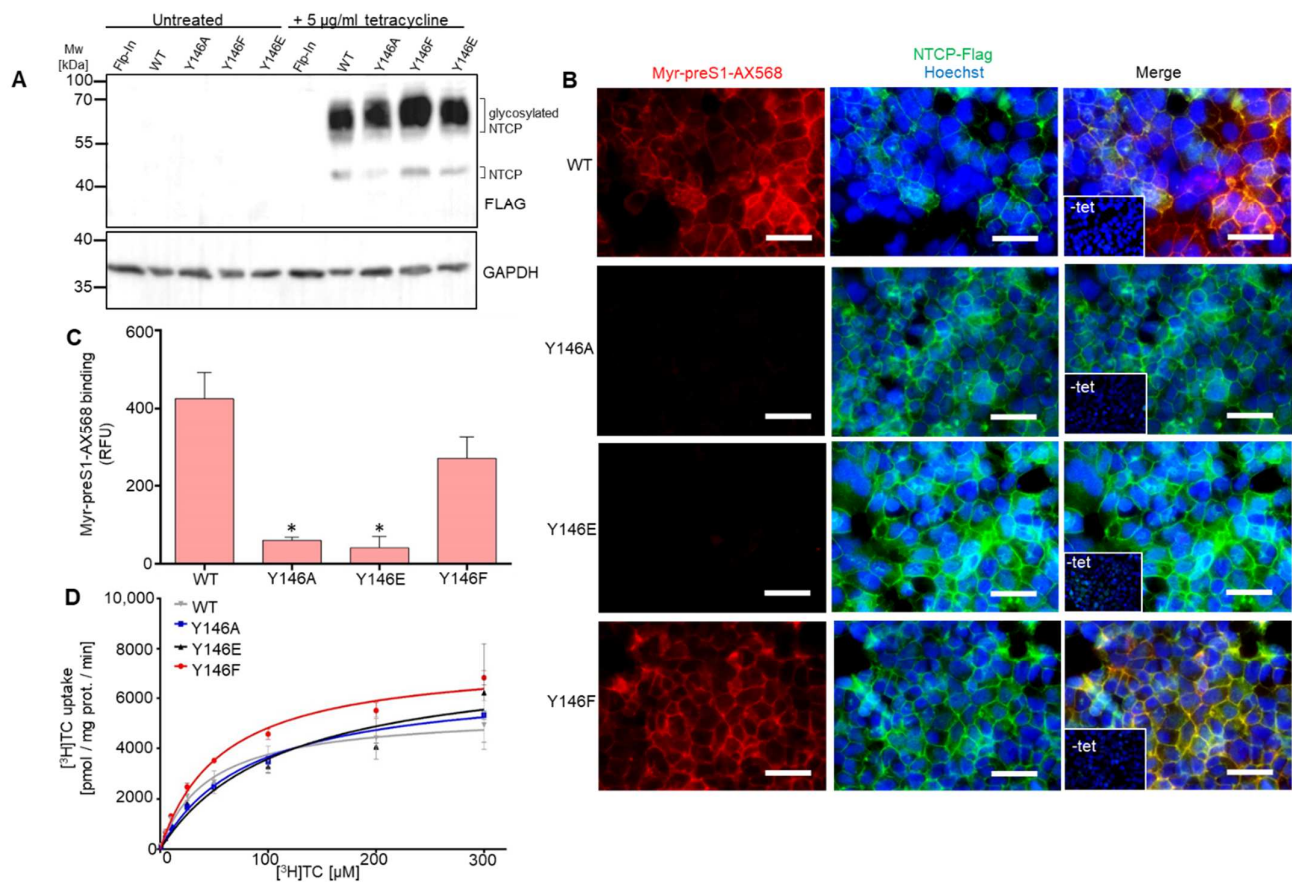 A
Untreated
+ 5 µg/ml tetracycline
Mw
[kDa]
Flp-In
WT
Y146A
Y146F
Y146E
Flp-In
WT
Y146A
Y146F
Y146E
100
70
55
40
glycosylated
NTCP
NTCP
FLAG
40
35
GAPDH
B
Myr-preS1-AX568
NTCP-Flag
Hoechst
Merge
WT
-tet
Y146A
-tet
Y146E
-tet
Y146F
-tet
C
Myr-preS1-AX568 binding
(RFU)
600
400
200
0
*
*
WT
Y146A
Y146E
Y146F
D
[³H]TC uptake
[pmol / mg prot. / min]
10,000
8000
6000
4000
2000
0
WT
Y146A
Y146E
Y146F
0
100
200
300
[³H]TC [µM]